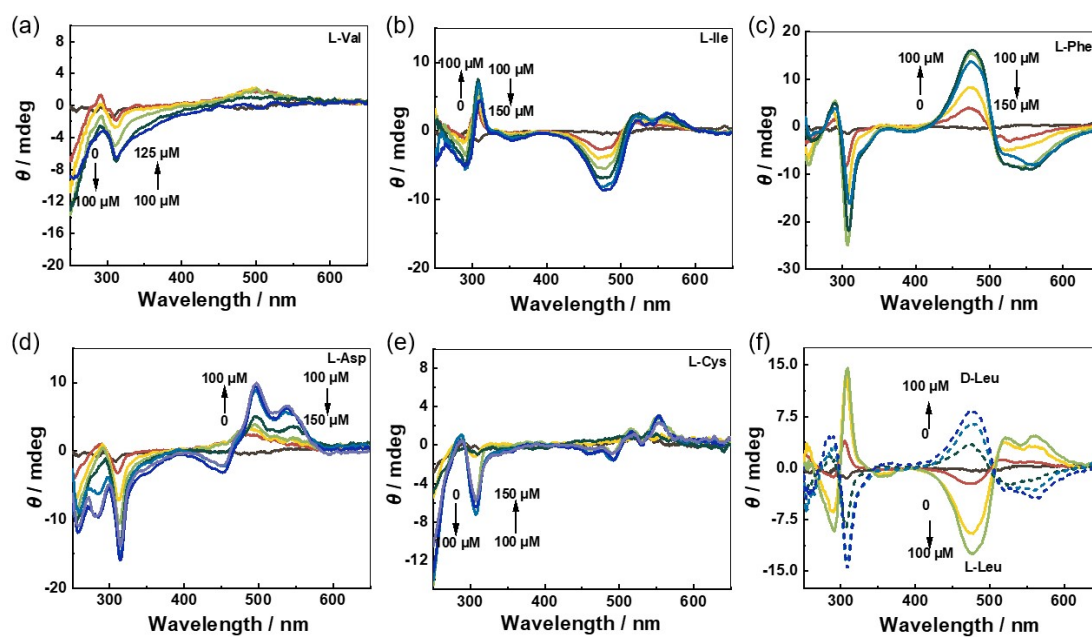 (a)
L-Val
8
4
0
-4
-8
-12
-16
-20
θ / mdeg
0
100 µM
125 µM
100 µM
300 400 500 600
Wavelength / nm
(b)
L-Ile
15
10
5
0
-5
-10
-15
-20
θ / mdeg
100 µM
0
100 µM
150 µM
300 400 500 600
Wavelength / nm
(c)
L-Phe
20
10
0
-10
-20
-30
θ / mdeg
100 µM
0
100 µM
150 µM
300 400 500 600
Wavelength / nm
(d)
L-Asp
10
0
-10
-20
θ / mdeg
100 µM
0
100 µM
150 µM
300 400 500 600
Wavelength / nm
(e)
L-Cys
8
4
0
-4
-8
-12
θ / mdeg
0
100 µM
150 µM
100 µM
300 400 500 600
Wavelength / nm
(f)
15.0
7.5
0.0
-7.5
-15.0
θ / mdeg
100 µM
0
D-Leu
0
100 µM
L-Leu
300 400 500 600
Wavelength / nm